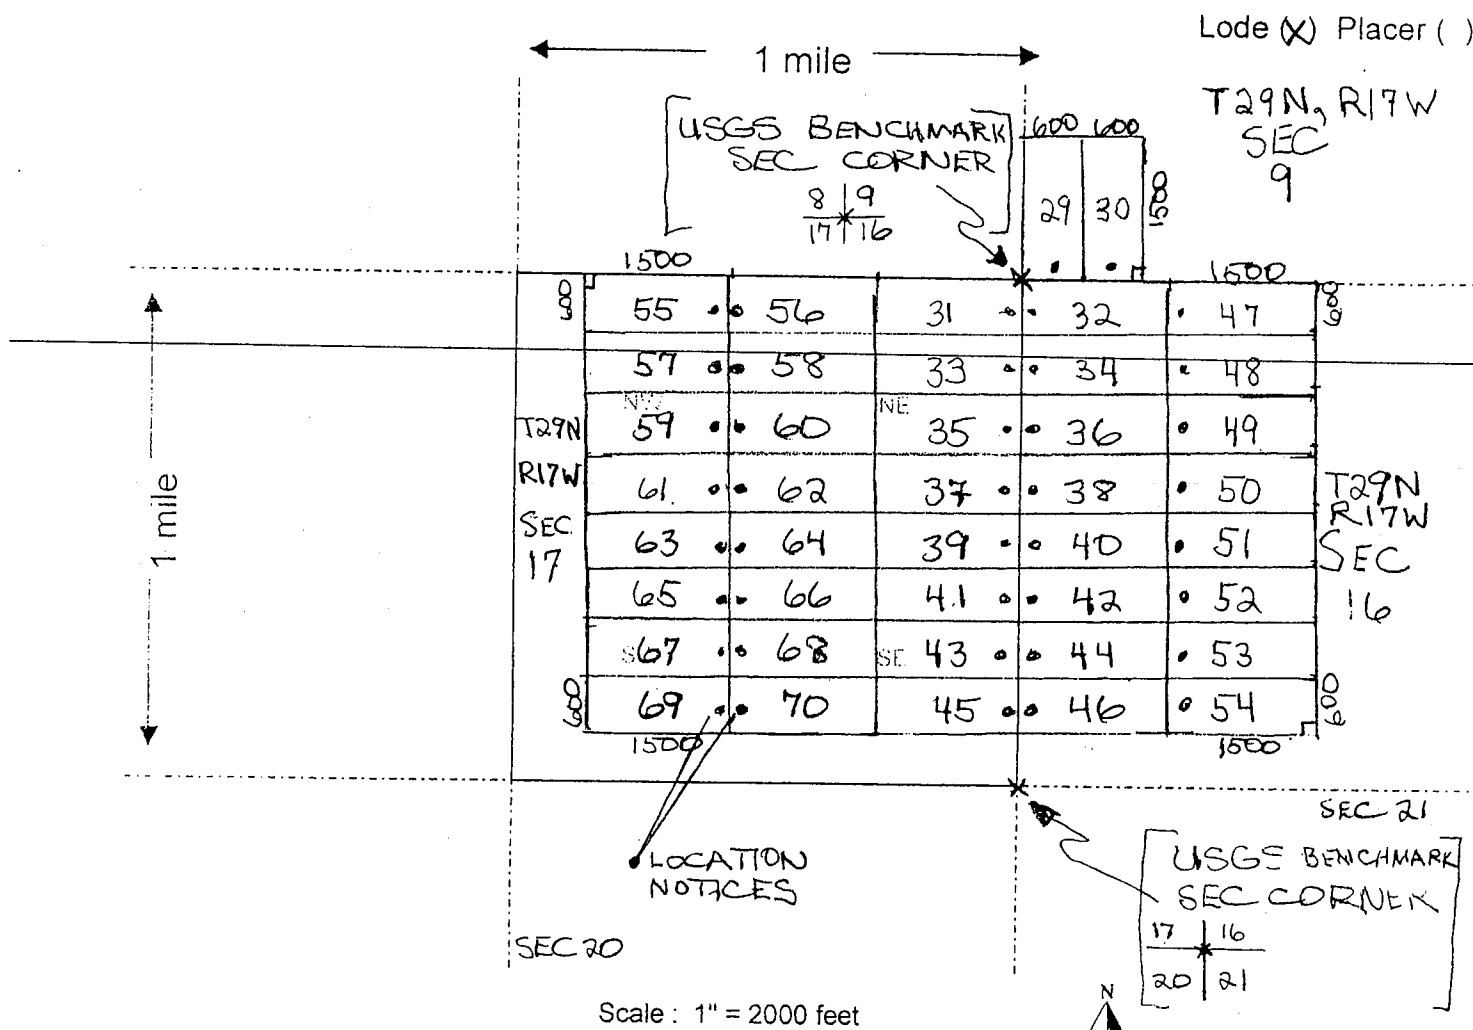 Lode (X) Placer ( )
1 mile
T29N, R17W
SEC
9
USGS BENCHMARK
SEC CORNER
8 9
17 16
600 600
29 30
1500
1500
1500
600
55 56 31 32 47
600
57 58 33 34 48
NW
NE
T29N
R17W
SEC
17
59 60 35 36 49
61. 62 37 38 50
T29N
R17W
SEC
16
1 mile
63 64 39 40 51
65 66 41 42 52
S
67 68
SE
43 44 53
600
69 70 45 46 54
600
1500
1500
SEC 21
LOCATION
NOTICES
USGS BENCHMARK
SEC CORNER
17 16
20 21
SEC 20
N
Scale : 1" = 2000 feet